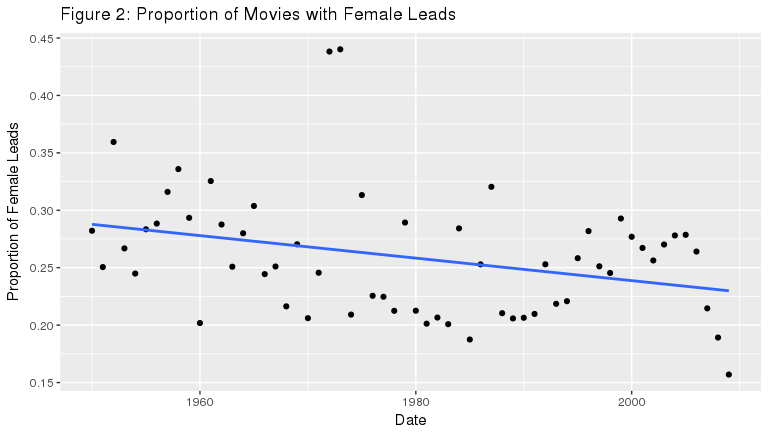 Figure 2: Proportion of Movies with Female Leads
0.45
0.40
0.35
0.30
0.25
0.20
0.15
Proportion of Female Leads
1960 1980 2000
Date